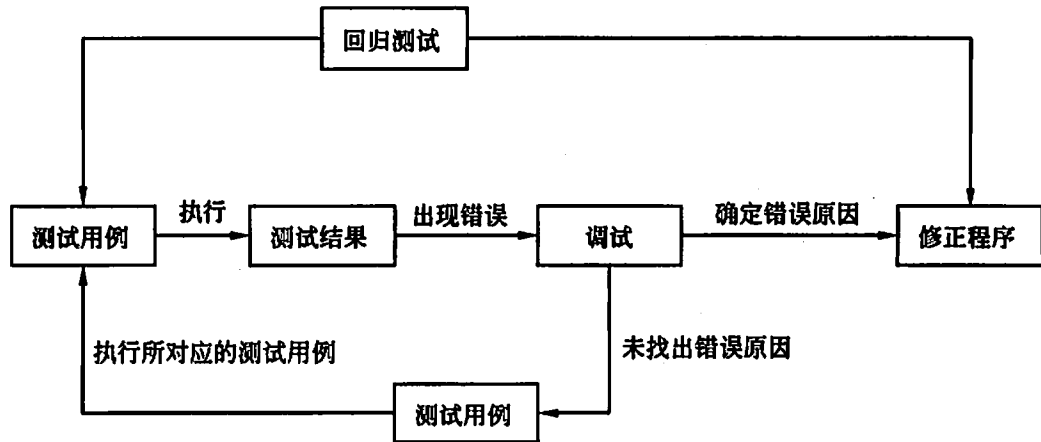 回归测试
执行
出现错误
确定错误原因
测试用例
测试结果
调试
修正程序
执行所对应的测试用例
未找出错误原因
测试用例